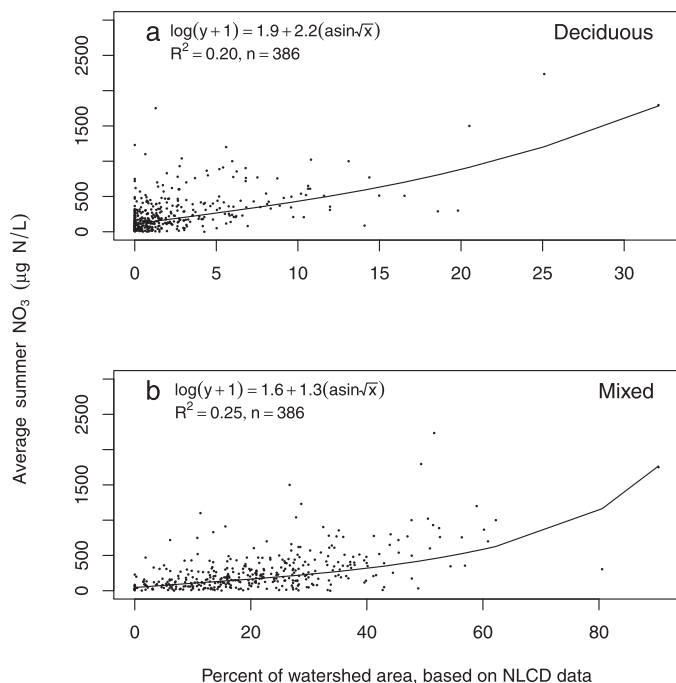 a
log(y + 1) = 1.9 + 2.2(asin√x)
R² = 0.20, n = 386
Deciduous
2500
1500
500
0
0 5 10 15 20 25 30
b
log(y + 1) = 1.6 + 1.3(asin√x)
R² = 0.25, n = 386
Mixed
2500
1500
500
0
0 20 40 60 80
Average summer NO₃ (µg N/L)
Percent of watershed area, based on NLCD data